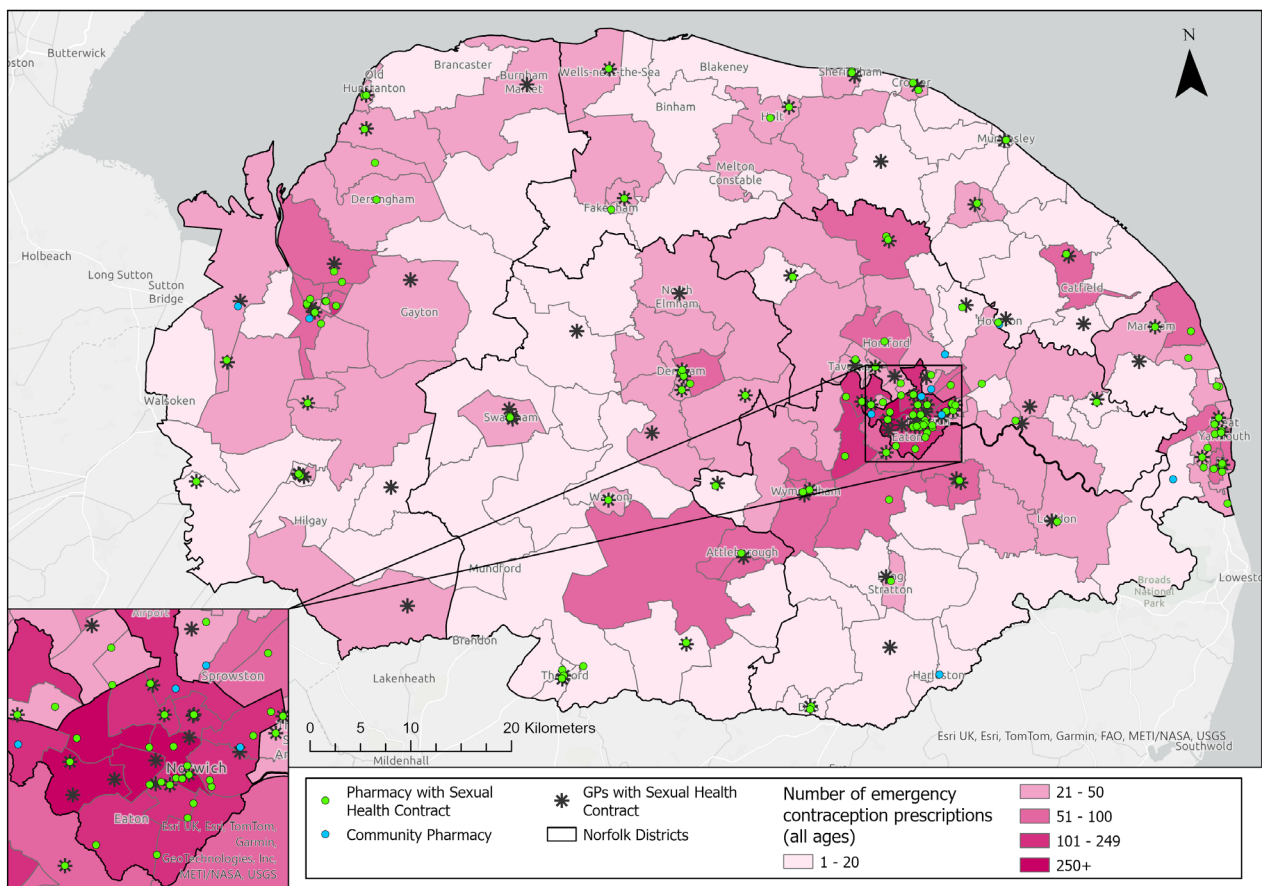 Butterwick
oston
N
Brancaster
Old
Hunstanton
Burnham
Market
Wells-next-the-Sea
Blakeney
Sheringham
Cromer
Binham
Holt
Mundesley
Melton
Constable
Dersingham
Fakenham
Holbeach
Long Sutton
Sutton
Bridge
North
Elmham
Catfield
Gayton
Hoveton
Martham
Horsford
Taverham
Dereham
Walsoken
Swaffham
Eaton
Great
Yarmouth
Watton
Wymondham
Hilgay
Loddon
Attleborough
Mundford
Long
Stratton
Broads
National
Park
Lowestoft
Brandon
Lakenheath
Thetford
Harleston
Diss
0 5 10 20 Kilometers
Mildenhall
Esri UK, Esri, TomTom, Garmin, FAO, METI/NASA, USGS
Southwold
Airport
Sprowston
Norwich
Eaton
Esri UK, Esri, TomTom,
Garmin,
GeoTechnologies, Inc,
METI/NASA, USGS
Pharmacy with Sexual
Health Contract
Community Pharmacy
GPs with Sexual Health
Contract
Norfolk Districts
Number of emergency
contraception prescriptions
(all ages)
1 - 20
21 - 50
51 - 100
101 - 249
250+